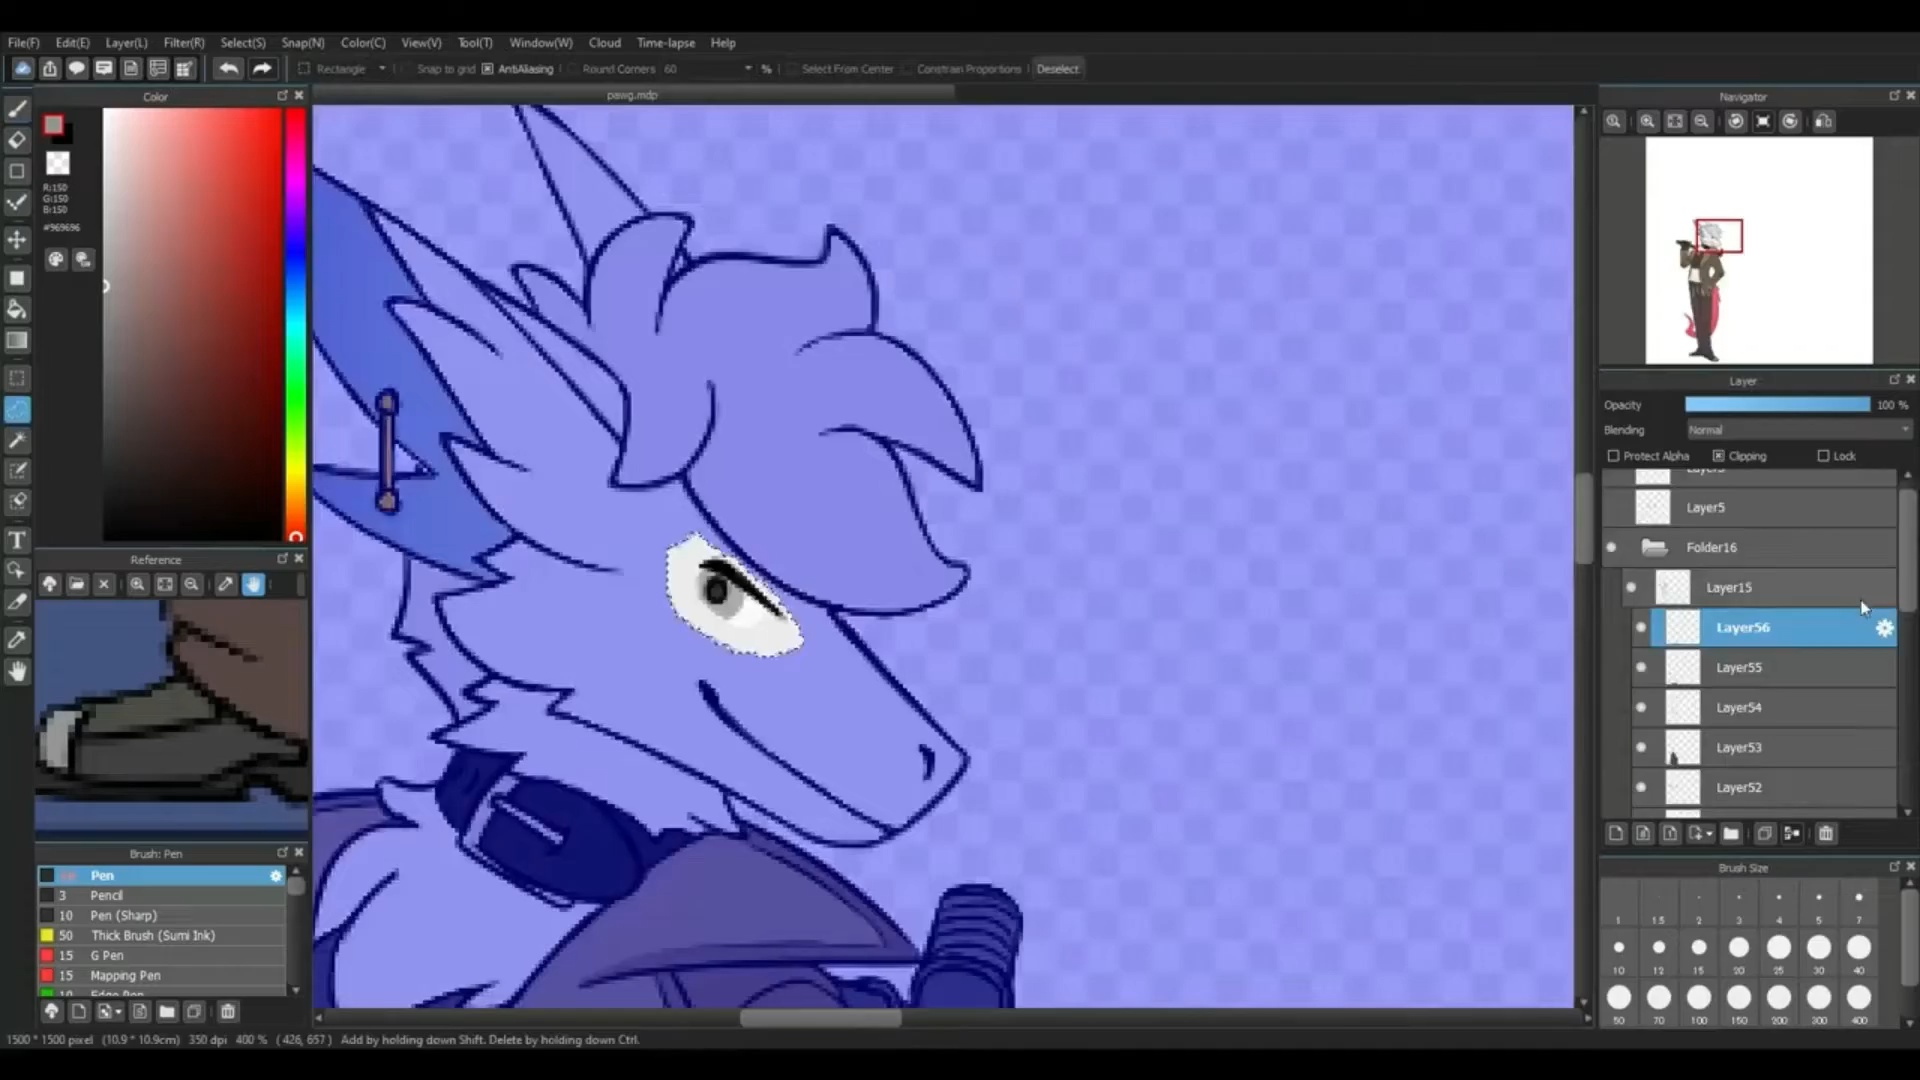 File(F) Edit(E) Layer(L) Filter(R) Select(S) Snap(N) Color(C) View(V) Tool(T) Window(W) Cloud Time-lapse Help
Rectangle Snap to grid AntiAliasing Round Corners 60 % Select From Center Constrain Proportions Deselect
Color
pawg.mdp
Navigator
R:150
G:150
B:150
#969696
Layer
Opacity 100 %
Blending Normal
Protect Alpha Clipping Lock
Layer5
Folder16
Layer15
Layer56
Layer55
Layer54
Layer53
Layer52
Reference
T
Brush: Pen
Pen
3 Pencil
10 Pen (Sharp)
50 Thick Brush (Sumi Ink)
15 G Pen
15 Mapping Pen
10 Edge Pen
Brush Size
1 1.5 2 3 4 5 7
10 12 15 20 25 30 40
50 70 100 150 200 300 400
1500 * 1500 pixel (10.9 * 10.9cm) 350 dpi 400 % ( 426, 657 ) Add by holding down Shift. Delete by holding down Ctrl.